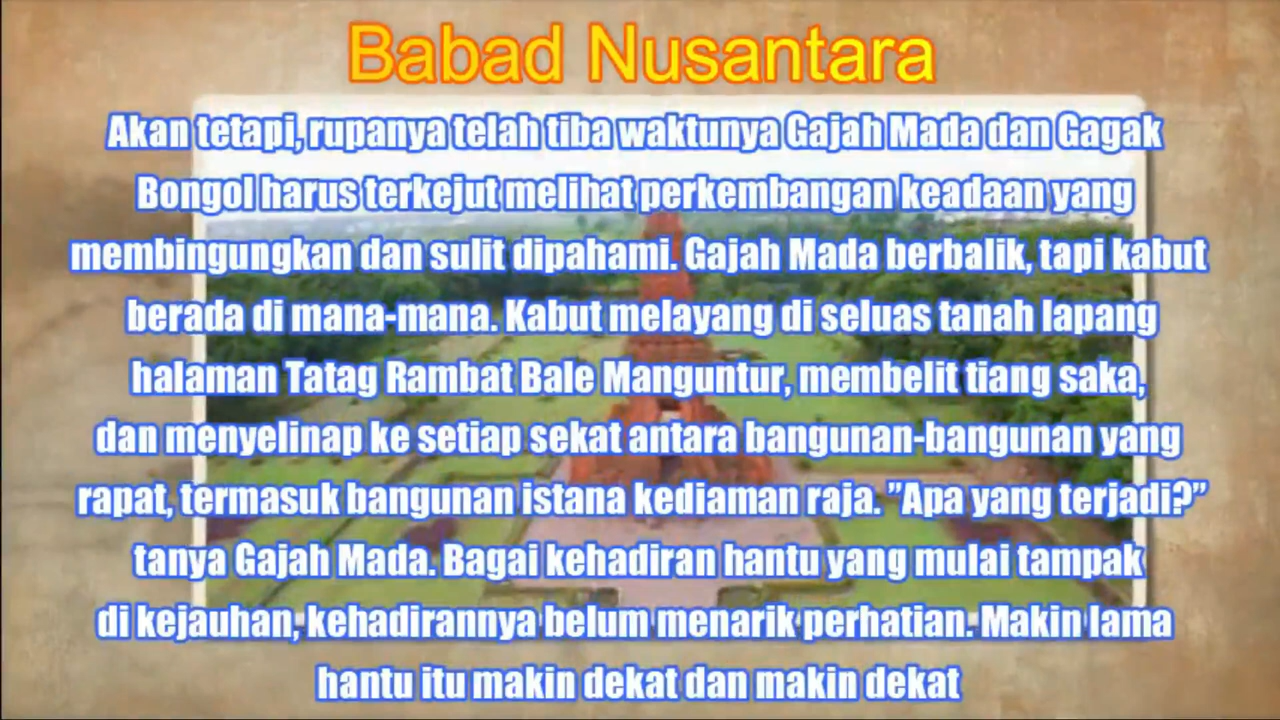 Babad Nusantara
Akan tetapi, rupanya telah tiba waktunya Gajah Mada dan Gagak
Bongol harus terkejut melihat perkembangan keadaan yang
membingungkan dan sulit dipahami. Gajah Mada berbalik, tapi kabut
berada di mana-mana. Kabut melayang di seluas tanah lapang
halaman Tatag Rambat Bale Manguntur, membelit tiang saka,
dan menyelinap ke setiap sekat antara bangunan-bangunan yang
rapat, termasuk bangunan istana kediaman raja. ”Apa yang terjadi?”
tanya Gajah Mada. Bagai kehadiran hantu yang mulai tampak
di kejauhan, kehadirannya belum menarik perhatian. Makin lama
hantu itu makin dekat dan makin dekat